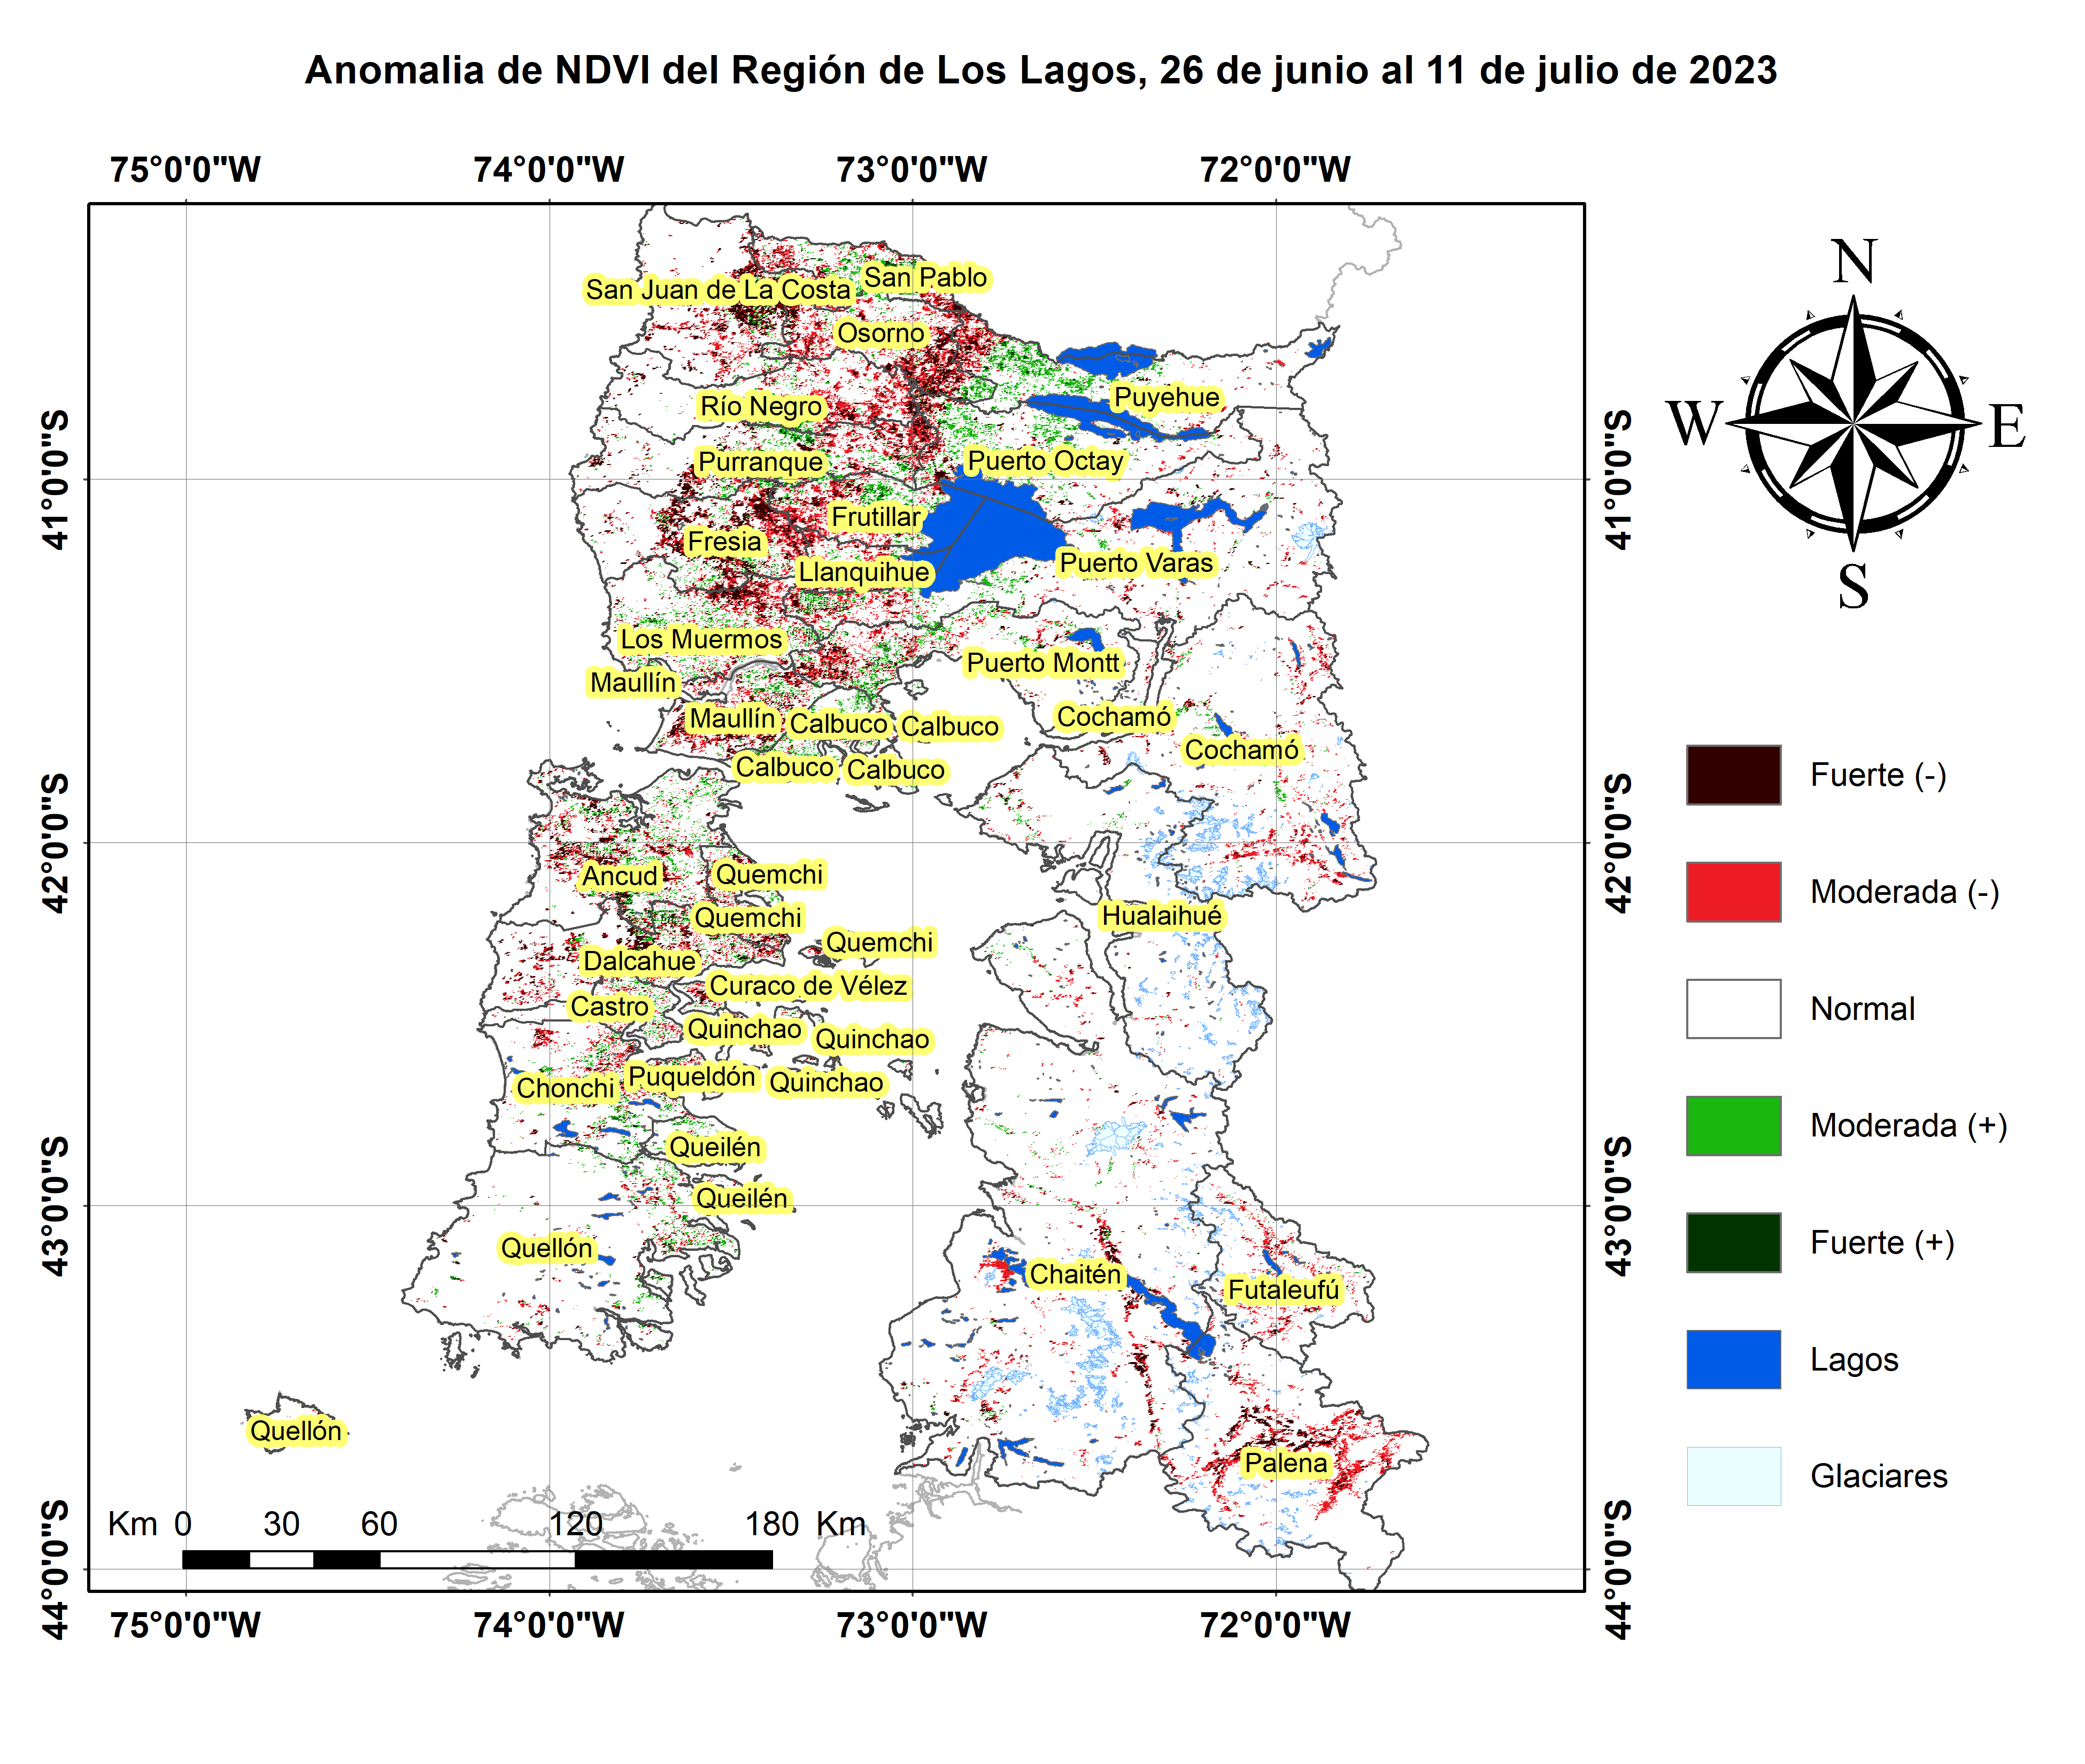 Anomalia de NDVI del Región de Los Lagos, 26 de junio al 11 de julio de 2023
75°0'0"W 74°0'0"W 73°0'0"W 72°0'0"W
N
W E
S
41°0'0"S 41°0'0"S
42°0'0"S 42°0'0"S
43°0'0"S 43°0'0"S
44°0'0"S 44°0'0"S
San Pablo
San Juan de La Costa
Osorno
Puyehue
Río Negro
Purranque
Puerto Octay
Frutillar
Fresia
Puerto Varas
Llanquihue
Los Muermos
Puerto Montt
Maullín
Maullín
Calbuco
Calbuco
Cochamó
Cochamó
Calbuco
Calbuco
Ancud
Quemchi
Quemchi
Hualaihué
Quemchi
Dalcahue
Curaco de Vélez
Castro
Quinchao
Quinchao
Chonchi
Puqueldón
Quinchao
Queilén
Queilén
Quellón
Chaitén
Futaleufú
Quellón
Palena
Km 0 30 60 120 180 Km
75°0'0"W 74°0'0"W 73°0'0"W 72°0'0"W
Fuerte (-)
Moderada (-)
Normal
Moderada (+)
Fuerte (+)
Lagos
Glaciares